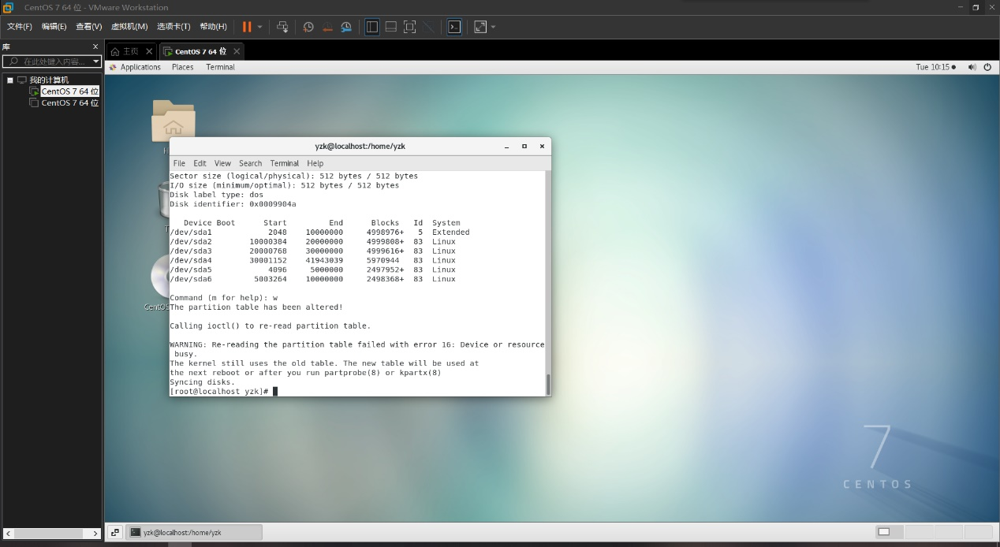 CentOS 7 64 位 - VMware Workstation
文件(F) 编辑(E) 查看(V) 虚拟机(M) 选项卡(T) 帮助(H)
库
在此处键入内容...
主页 CentOS 7 64 位
Applications Places Terminal Tue 10:15
我的计算机
CentOS 7 64 位
CentOS 7 64 位
yzk@localhost:/home/yzk
File Edit View Search Terminal Help
Sector size (logical/physical): 512 bytes / 512 bytes
I/O size (minimum/optimal): 512 bytes / 512 bytes
Disk label type: dos
Disk identifier: 0x0009904a
Device Boot Start End Blocks Id System
/dev/sda1 2048 10000000 4998976+ 5 Extended
/dev/sda2 10000384 20000000 4999808+ 83 Linux
/dev/sda3 20000768 30000000 4999616+ 83 Linux
/dev/sda4 30001152 41943039 5970944 83 Linux
/dev/sda5 4096 5000000 2497952+ 83 Linux
/dev/sda6 5003264 10000000 2498368+ 83 Linux
Command (m for help): w
The partition table has been altered!
Calling ioctl() to re-read partition table.
WARNING: Re-reading the partition table failed with error 16: Device or resource
busy.
The kernel still uses the old table. The new table will be used at
the next reboot or after you run partprobe(8) or kpartx(8)
Syncing disks.
[root@localhost yzk]#
7
CENTOS
yzk@localhost:/home/yzk